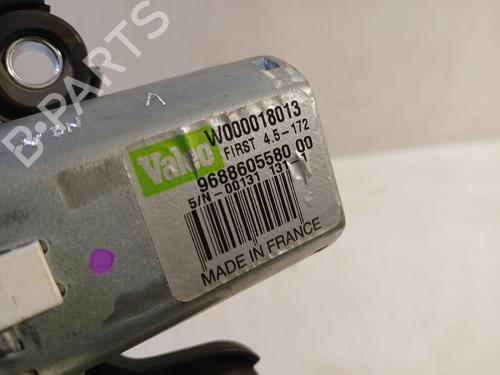 B-PARTS
Valeo
W000018013
FIRST 4.5-172
9688605580 00
S/N-00131 131
MADE IN FRANCE